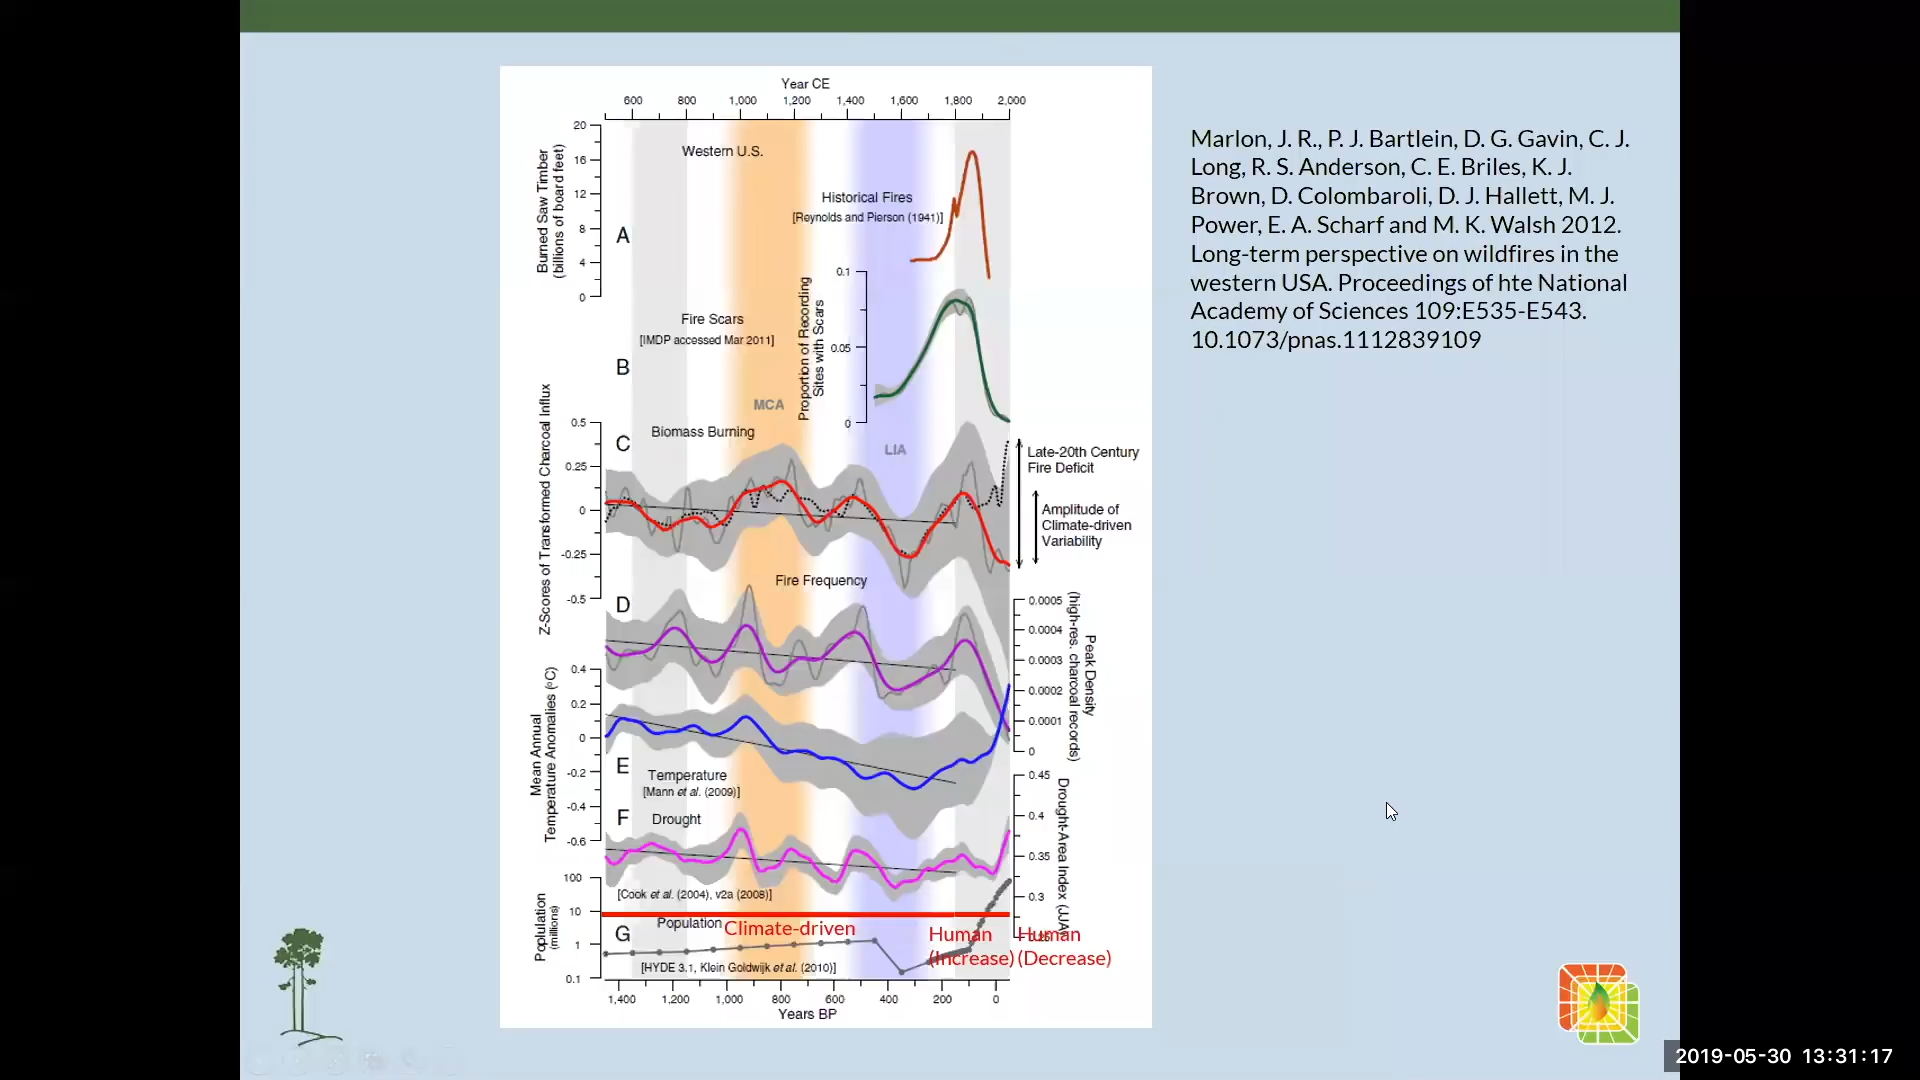 Year CE
600 800 1,000 1,200 1,400 1,600 1,800 2,000
Western U.S.
Burned Saw Timber
(billions of board feet)
20
16
12
8
4
0
A
Historical Fires
[Reynolds and Pierson (1941)]
Fire Scars
[IMDP accessed Mar 2011]
B
Proportion of Recording
Sites with Scars
0.1
0.05
0
MCA
LIA
Z-Scores of Transformed Charcoal Influx
0.5
0.25
0
-0.25
-0.5
C
Biomass Burning
Late-20th Century
Fire Deficit
Amplitude of
Climate-driven
Variability
D
Fire Frequency
0.0005
0.0004
0.0003
0.0002
0.0001
0
Peak Density
(high-res. charcoal records)
Mean Annual
Temperature Anomalies (°C)
0.4
0.2
0
-0.2
-0.4
-0.6
E
Temperature
[Mann et al. (2009)]
F
Drought
0.45
0.4
0.35
0.3
0.25
Drought-Area Index (JJA)
[Cook et al. (2004), v2a (2008)]
Poplulation
(millions)
100
10
1
0.1
G
Population
Climate-driven
Human
(Increase)
Human
(Decrease)
[HYDE 3.1, Klein Goldwijk et al. (2010)]
1,400 1,200 1,000 800 600 400 200 0
Years BP
Marlon, J. R., P. J. Bartlein, D. G. Gavin, C. J.
Long, R. S. Anderson, C. E. Briles, K. J.
Brown, D. Colombaroli, D. J. Hallett, M. J.
Power, E. A. Scharf and M. K. Walsh 2012.
Long-term perspective on wildfires in the
western USA. Proceedings of hte National
Academy of Sciences 109:E535-E543.
10.1073/pnas.1112839109
2019-05-30 13:31:17